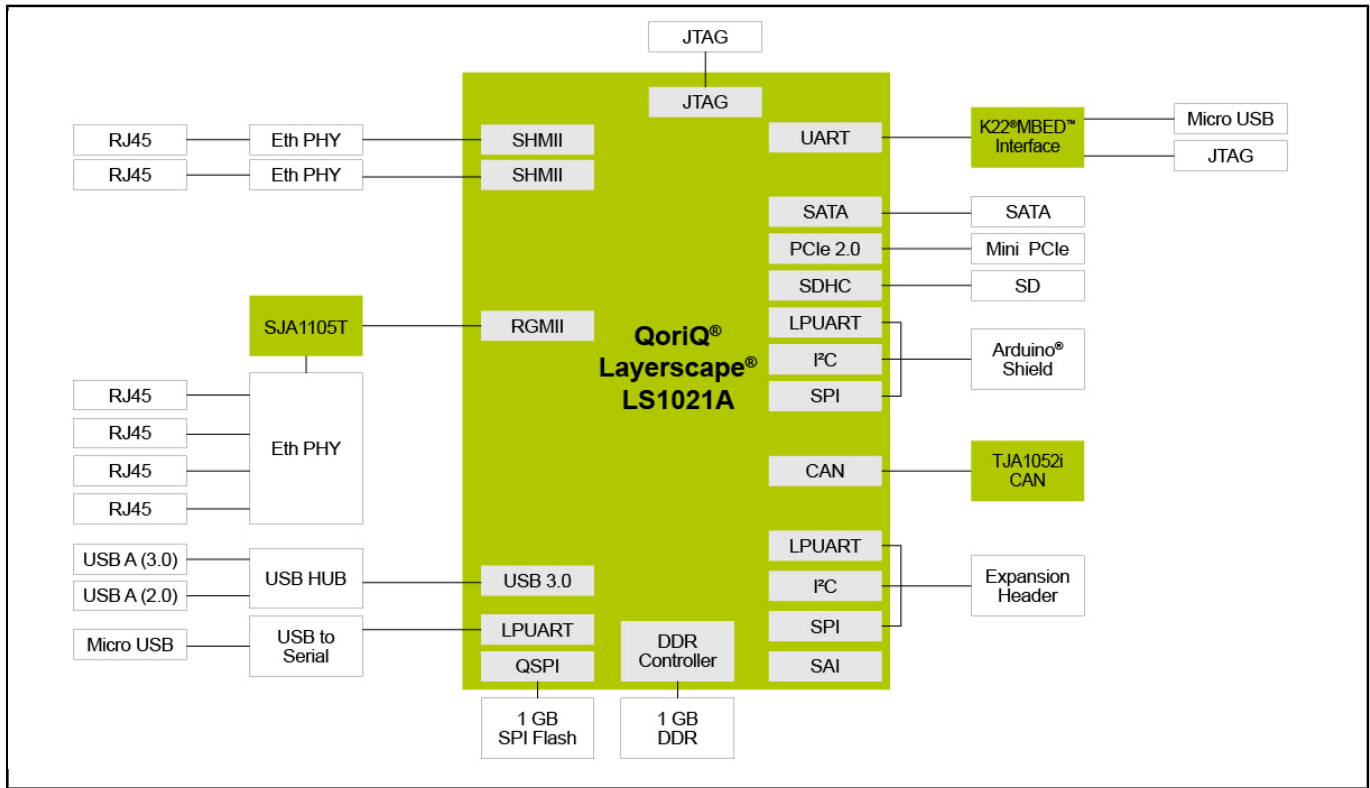 JTAG
JTAG
RJ45
Eth PHY
SHMII
RJ45
Eth PHY
SHMII
UART
K22®MBED™
Interface
Micro USB
JTAG
SATA
SATA
PCIe 2.0
Mini PCIe
SDHC
SD
SJA1105T
RGMII
QoriQ®
Layerscape®
LS1021A
LPUART
I²C
SPI
Arduino®
Shield
RJ45
RJ45
RJ45
RJ45
Eth PHY
CAN
TJA1052i
CAN
USB A (3.0)
USB A (2.0)
USB HUB
USB 3.0
LPUART
I²C
SPI
SAI
Expansion
Header
Micro USB
USB to
Serial
LPUART
QSPI
DDR
Controller
1 GB
SPI Flash
1 GB
DDR